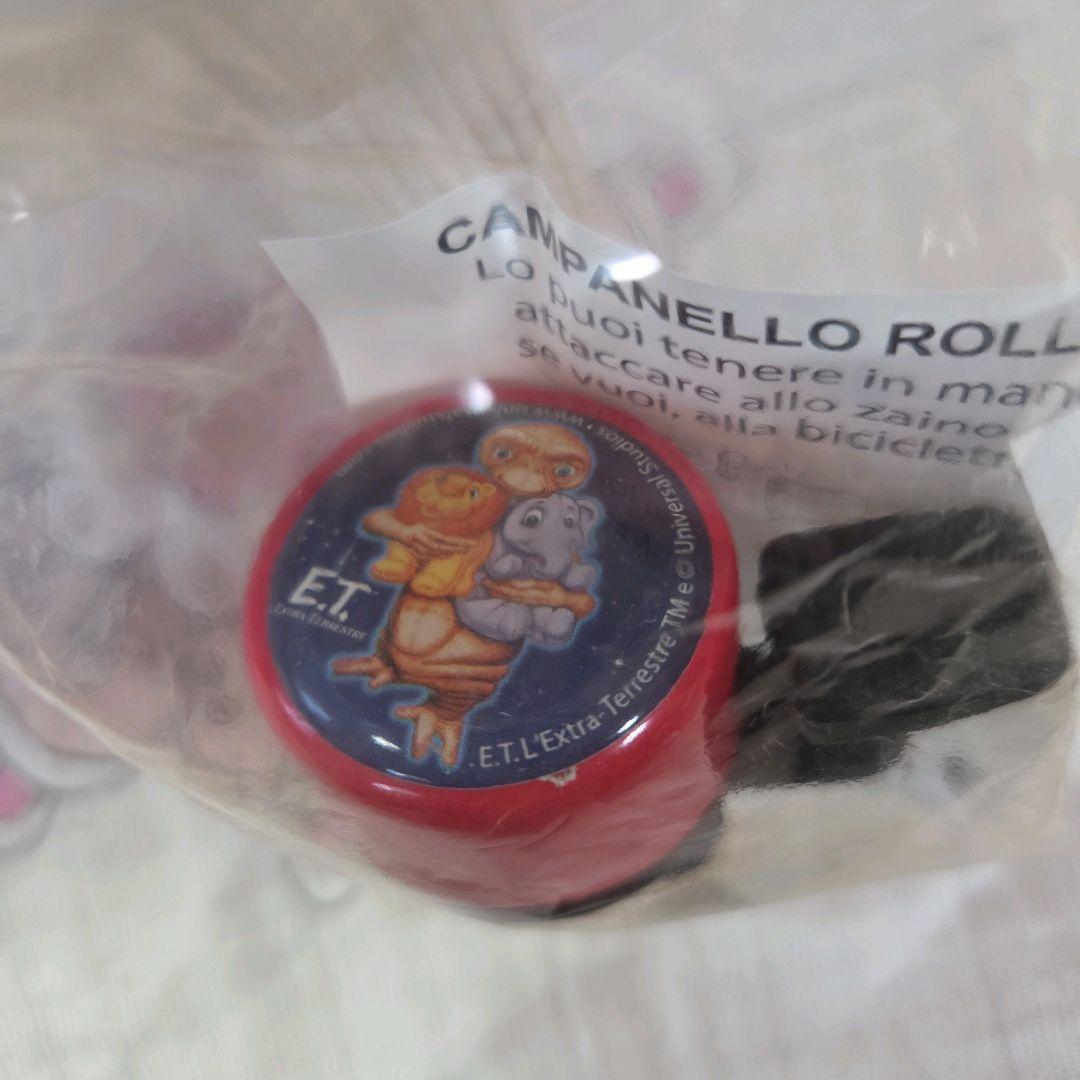 CAMPANELLO ROLL
Lo puoi tenere in man
attaccare allo zaino
se vuoi, alla biciclett
E.T.
EXTRA TERRESTRE
E.T. L'Extra-Terrestre TM e © Universal Studios •